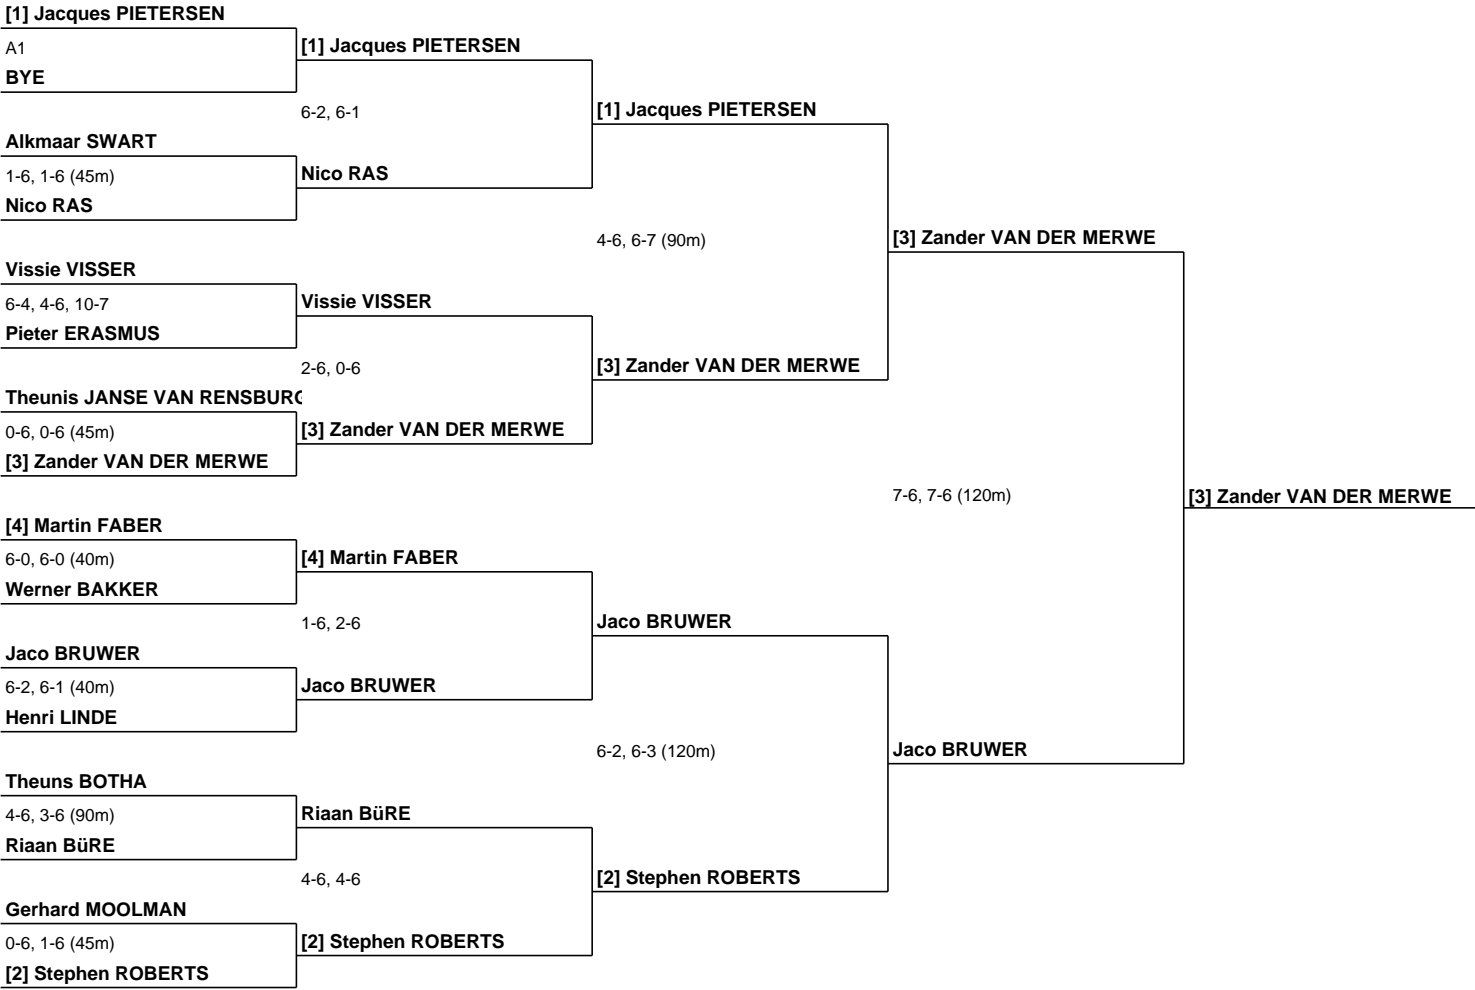 [1] Jacques PIETERSEN
A1
BYE
Alkmaar SWART
1-6, 1-6 (45m)
Nico RAS
Vissie VISSER
6-4, 4-6, 10-7
Pieter ERASMUS
Theunis JANSE VAN RENSBURG
0-6, 0-6 (45m)
[3] Zander VAN DER MERWE
[4] Martin FABER
6-0, 6-0 (40m)
Werner BAKKER
Jaco BRUWER
6-2, 6-1 (40m)
Henri LINDE
Theuns BOTHA
4-6, 3-6 (90m)
Riaan BüRE
Gerhard MOOLMAN
0-6, 1-6 (45m)
[2] Stephen ROBERTS
[1] Jacques PIETERSEN
6-2, 6-1
Nico RAS
Vissie VISSER
2-6, 0-6
[3] Zander VAN DER MERWE
[4] Martin FABER
1-6, 2-6
Jaco BRUWER
Riaan BüRE
4-6, 4-6
[2] Stephen ROBERTS
[1] Jacques PIETERSEN
4-6, 6-7 (90m)
[3] Zander VAN DER MERWE
Jaco BRUWER
6-2, 6-3 (120m)
[2] Stephen ROBERTS
[3] Zander VAN DER MERWE
7-6, 7-6 (120m)
Jaco BRUWER
[3] Zander VAN DER MERWE